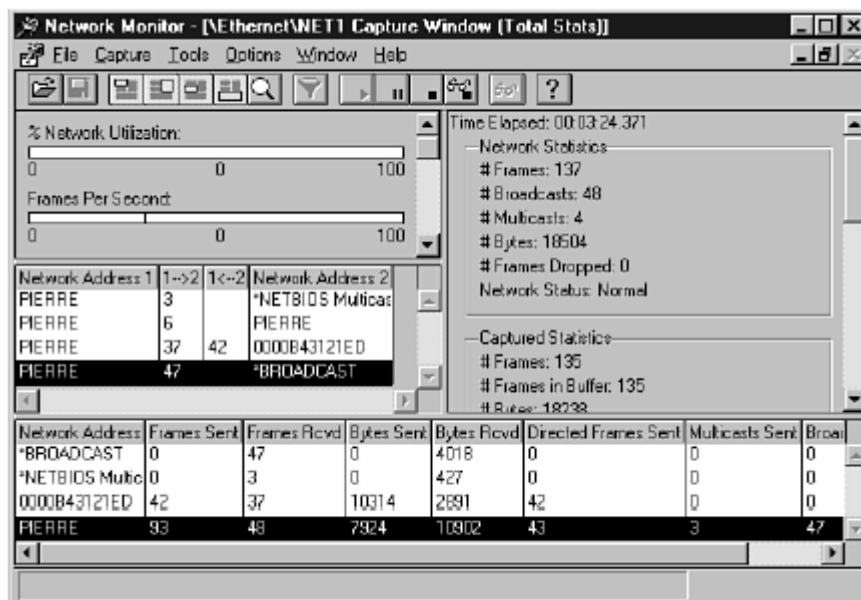 Network Monitor - [\Ethernet\NET1 Capture Window (Total Stats)]
File Capture Tools Options Window Help
% Network Utilization:
0 0 100
Frames Per Second:
0 0 100
Time Elapsed: 00:03:24.371
Network Statistics
# Frames: 137
# Broadcasts: 48
# Multicasts: 4
# Bytes: 18504
# Frames Dropped: 0
Network Status: Normal
Network Address 1 1-->2 1<--2 Network Address 2
PIERRE 3 *NETBIOS Multicas
PIERRE 6 PIERRE
PIERRE 37 42 0000B43121ED
PIERRE 47 *BROADCAST
Captured Statistics
# Frames: 135
# Frames in Buffer: 135
# Bytes: 18238
Network Address Frames Sent Frames Rcvd Bytes Sent Bytes Rcvd Directed Frames Sent Multicasts Sent Broa
*BROADCAST 0 47 0 4018 0 0 0
*NETBIOS Multic 0 3 0 427 0 0 0
0000B43121ED 42 37 10314 2891 42 0 0
PIERRE 93 48 7924 10902 43 3 47